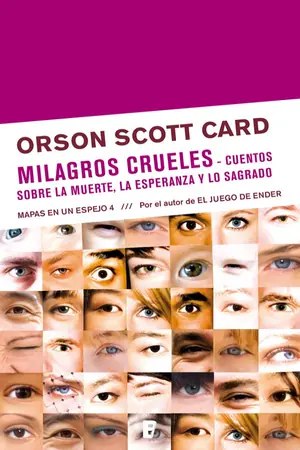 ORSON SCOTT CARD
MILAGROS CRUELES - CUENTOS
SOBRE LA MUERTE, LA ESPERANZA Y LO SAGRADO
MAPAS EN UN ESPEJO 4 /// Por el autor de EL JUEGO DE ENDER
B